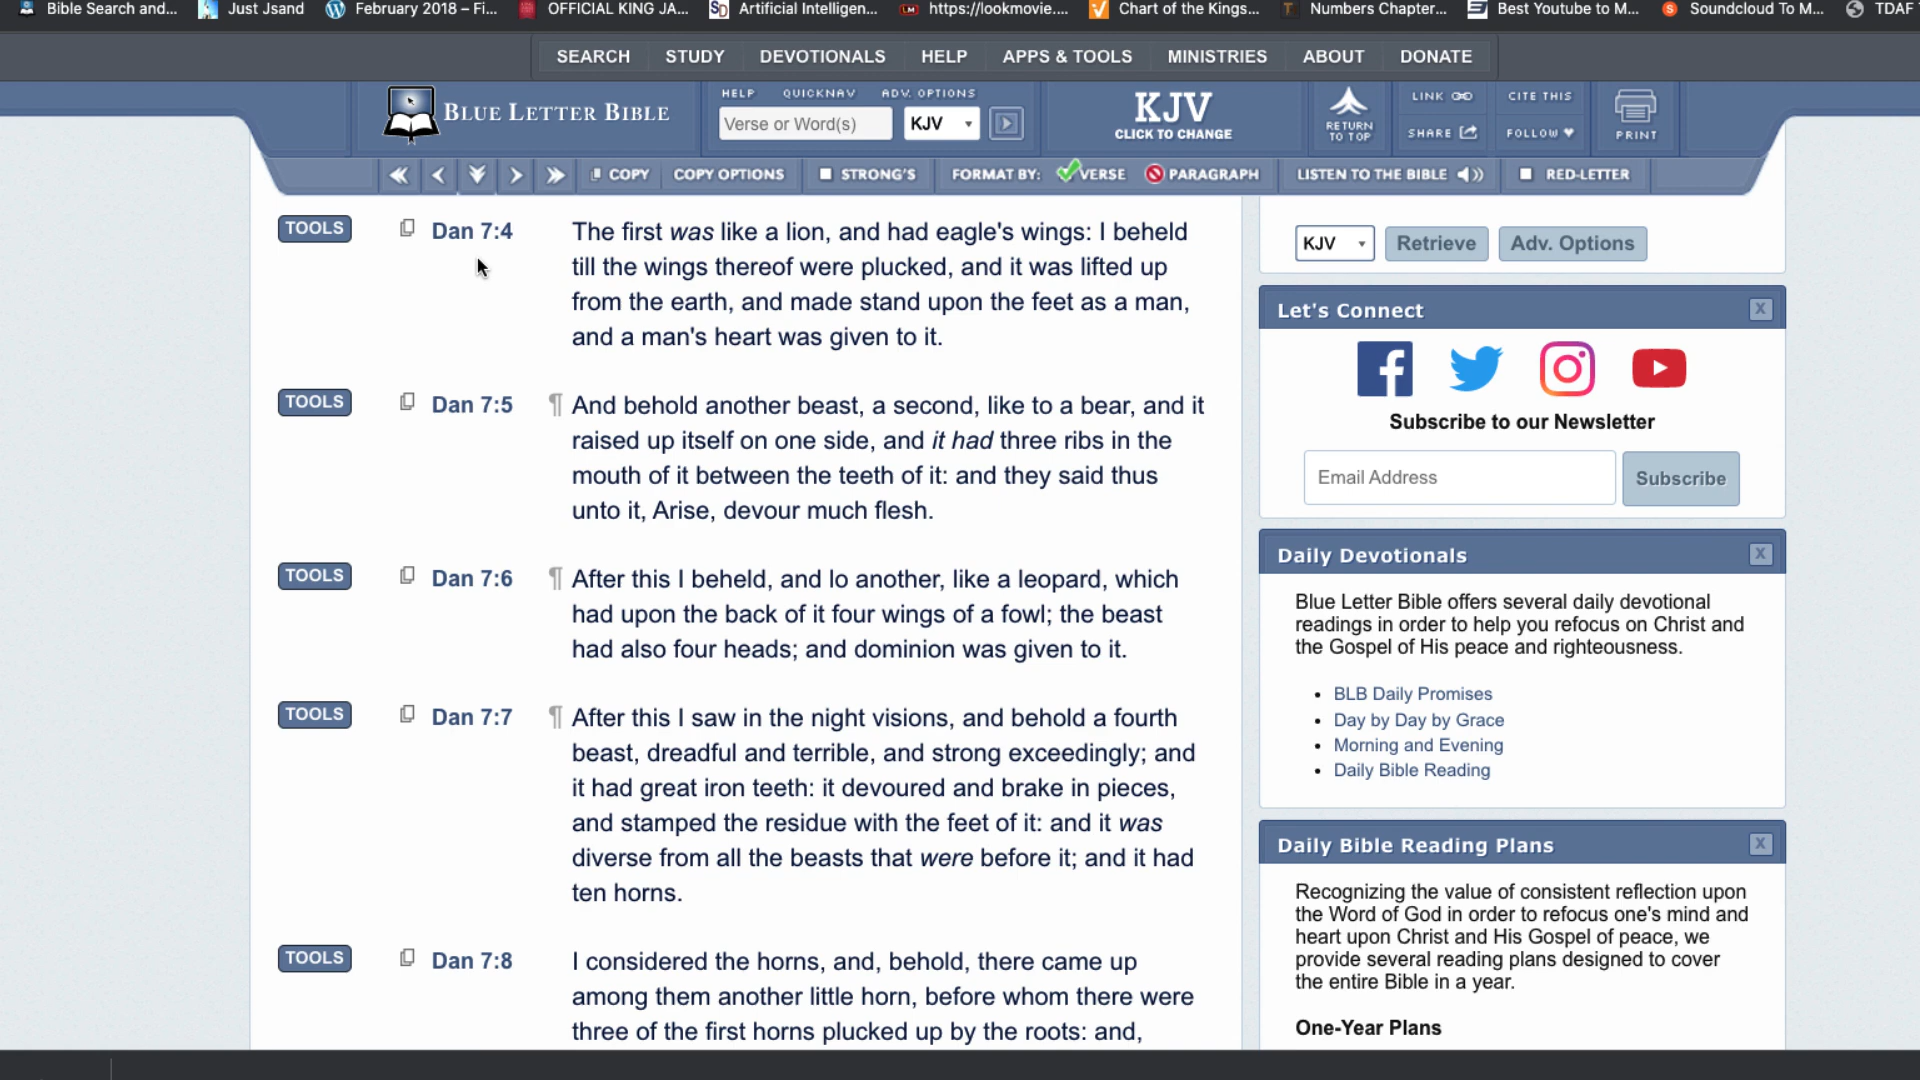 Bible Search and...
Just Jsand
February 2018 – Fi...
OFFICIAL KING JA...
Artificial Intelligen...
https://lookmovie....
Chart of the Kings...
Numbers Chapter...
Best Youtube to M...
Soundcloud To M...
TDAF
SEARCH STUDY DEVOTIONALS HELP APPS & TOOLS MINISTRIES ABOUT DONATE
BLUE LETTER BIBLE
HELP QUICKNAV ADV. OPTIONS
Verse or Word(s)
KJV
KJV
CLICK TO CHANGE
RETURN
TO TOP
LINK
CITE THIS
SHARE
FOLLOW
PRINT
COPY
COPY OPTIONS
STRONG'S
FORMAT BY: VERSE PARAGRAPH
LISTEN TO THE BIBLE
RED-LETTER
TOOLS
Dan 7:4
The first was like a lion, and had eagle's wings: I beheld
till the wings thereof were plucked, and it was lifted up
from the earth, and made stand upon the feet as a man,
and a man's heart was given to it.
TOOLS
Dan 7:5
¶ And behold another beast, a second, like to a bear, and it
raised up itself on one side, and it had three ribs in the
mouth of it between the teeth of it: and they said thus
unto it, Arise, devour much flesh.
TOOLS
Dan 7:6
¶ After this I beheld, and lo another, like a leopard, which
had upon the back of it four wings of a fowl; the beast
had also four heads; and dominion was given to it.
TOOLS
Dan 7:7
¶ After this I saw in the night visions, and behold a fourth
beast, dreadful and terrible, and strong exceedingly; and
it had great iron teeth: it devoured and brake in pieces,
and stamped the residue with the feet of it: and it was
diverse from all the beasts that were before it; and it had
ten horns.
TOOLS
Dan 7:8
I considered the horns, and, behold, there came up
among them another little horn, before whom there were
three of the first horns plucked up by the roots: and,
KJV
Retrieve
Adv. Options
Let's Connect
X
Subscribe to our Newsletter
Email Address
Subscribe
Daily Devotionals
X
Blue Letter Bible offers several daily devotional
readings in order to help you refocus on Christ and
the Gospel of His peace and righteousness.
• BLB Daily Promises
• Day by Day by Grace
• Morning and Evening
• Daily Bible Reading
Daily Bible Reading Plans
X
Recognizing the value of consistent reflection upon
the Word of God in order to refocus one's mind and
heart upon Christ and His Gospel of peace, we
provide several reading plans designed to cover
the entire Bible in a year.
One-Year Plans